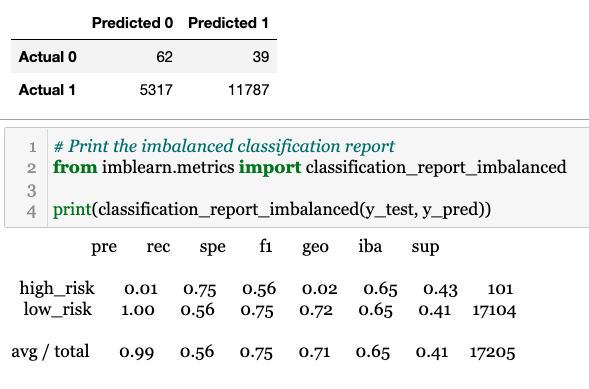 Predicted 0 Predicted 1
Actual 0 62 39
Actual 1 5317 11787
1 # Print the imbalanced classification report
2 from imblearn.metrics import classification_report_imbalanced
3
4 print(classification_report_imbalanced(y_test, y_pred))
pre rec spe f1 geo iba sup
high_risk 0.01 0.75 0.56 0.02 0.65 0.43 101
low_risk 1.00 0.56 0.75 0.72 0.65 0.41 17104
avg / total 0.99 0.56 0.75 0.71 0.65 0.41 17205